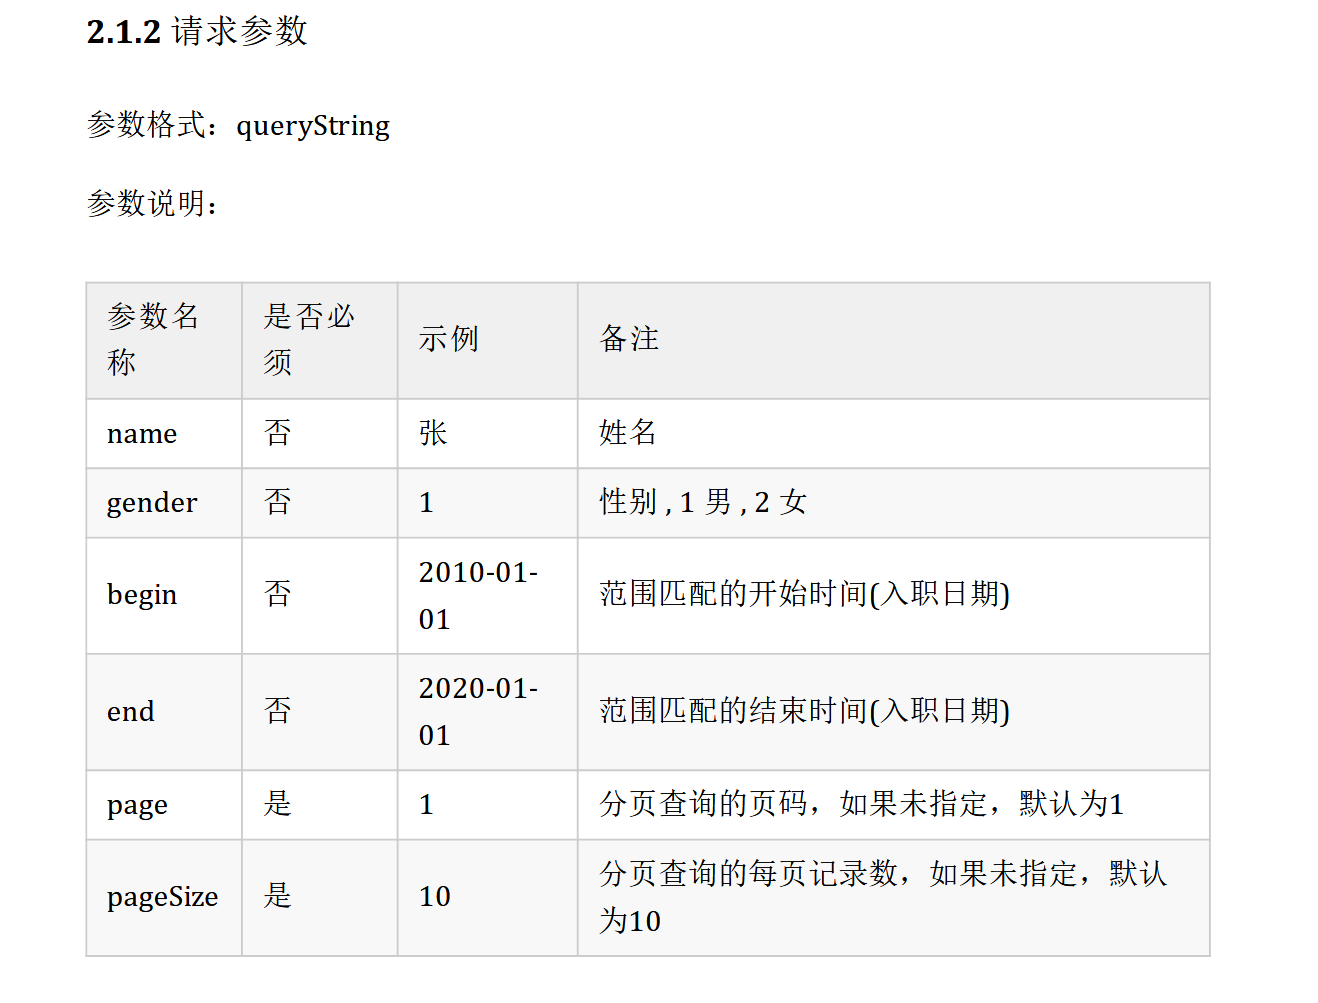 2.1.2 请求参数
参数格式：queryString
参数说明：
参数名
称
是否必
须
示例
备注
name
否
张
姓名
gender
否
1
性别 , 1 男 , 2 女
begin
否
2010-01-
01
范围匹配的开始时间(入职日期)
end
否
2020-01-
01
范围匹配的结束时间(入职日期)
page
是
1
分页查询的页码，如果未指定，默认为1
pageSize
是
10
分页查询的每页记录数，如果未指定，默认
为10